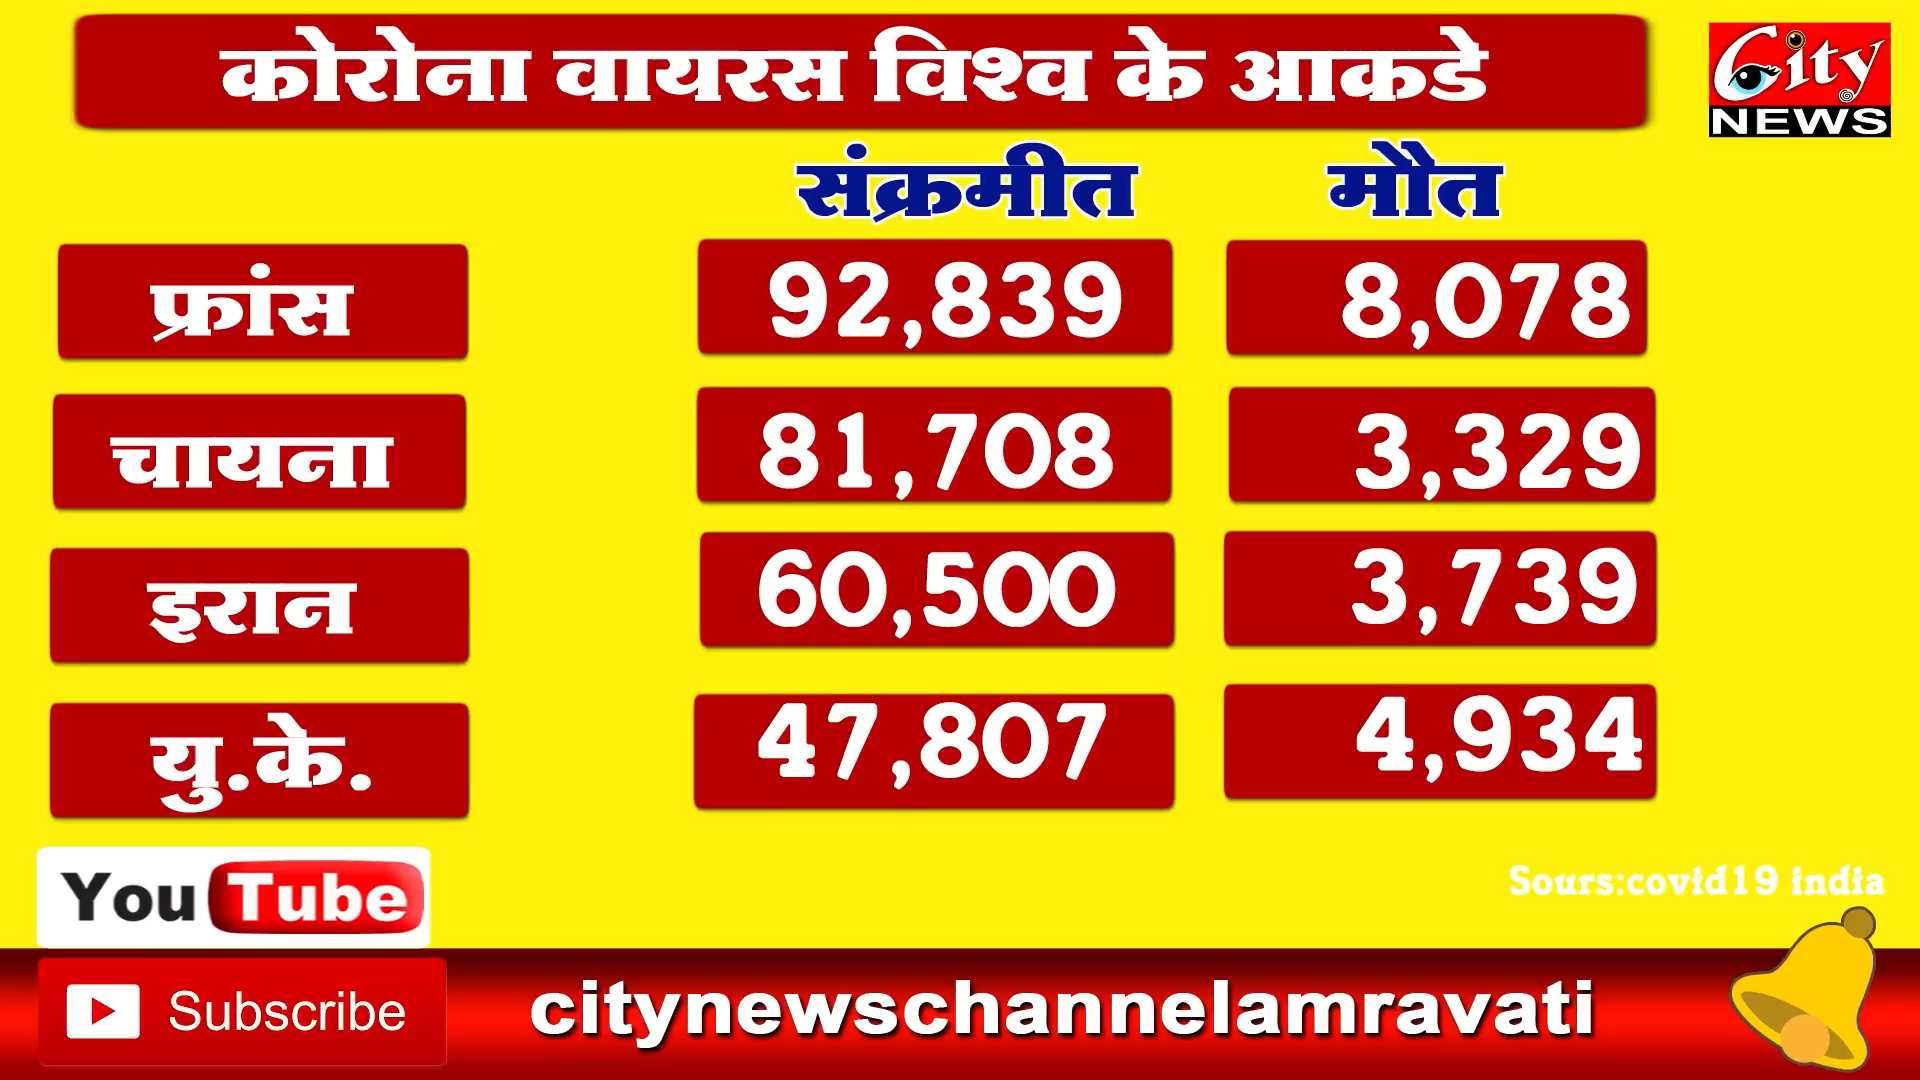 कोरोना वायरस विश्व के आकडे
City
NEWS
संक्रमीत मौत
फ्रांस 92,839 8,078
चायना 81,708 3,329
इरान 60,500 3,739
यु.के. 47,807 4,934
YouTube
Sours:covid19 india
Subscribe
citynewschannelamravati